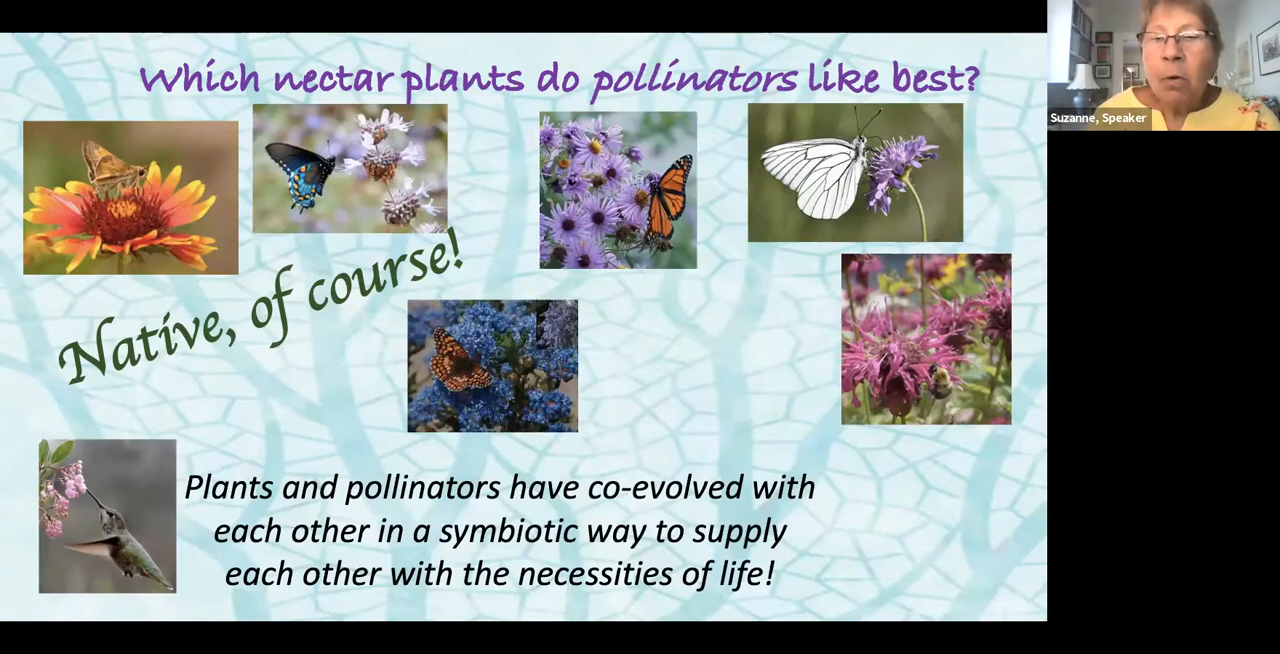 Which nectar plants do pollinators like best?
Suzanne, Speaker
Native, of course!
Plants and pollinators have co-evolved with
each other in a symbiotic way to supply
each other with the necessities of life!